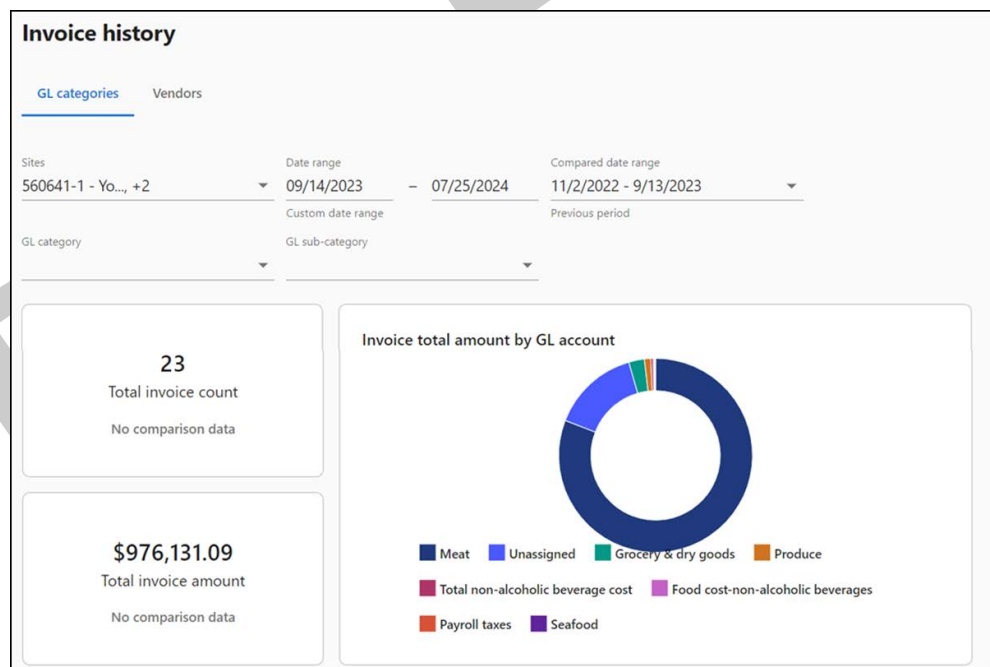 Invoice history
GL categories Vendors
Sites Date range Compared date range
560641-1 - Yo..., +2 09/14/2023 – 07/25/2024 11/2/2022 - 9/13/2023
Custom date range Previous period
GL category GL sub-category
23
Total invoice count
No comparison data
$976,131.09
Total invoice amount
No comparison data
Invoice total amount by GL account
Meat Unassigned Grocery & dry goods Produce
Total non-alcoholic beverage cost Food cost-non-alcoholic beverages
Payroll taxes Seafood